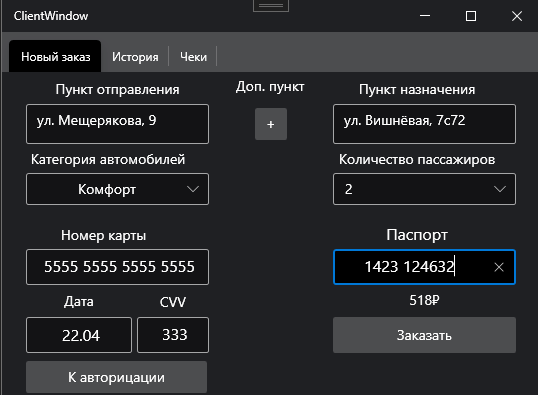 ClientWindow
Новый заказ История Чеки
Пункт отправления Доп. пункт Пункт назначения
ул. Мещерякова, 9 + ул. Вишнёвая, 7с72
Категория автомобилей Количество пассажиров
Комфорт 2
Номер карты Паспорт
5555 5555 5555 5555 1423 124632
Дата CVV 518₽
22.04 333 Заказать
К авторицации